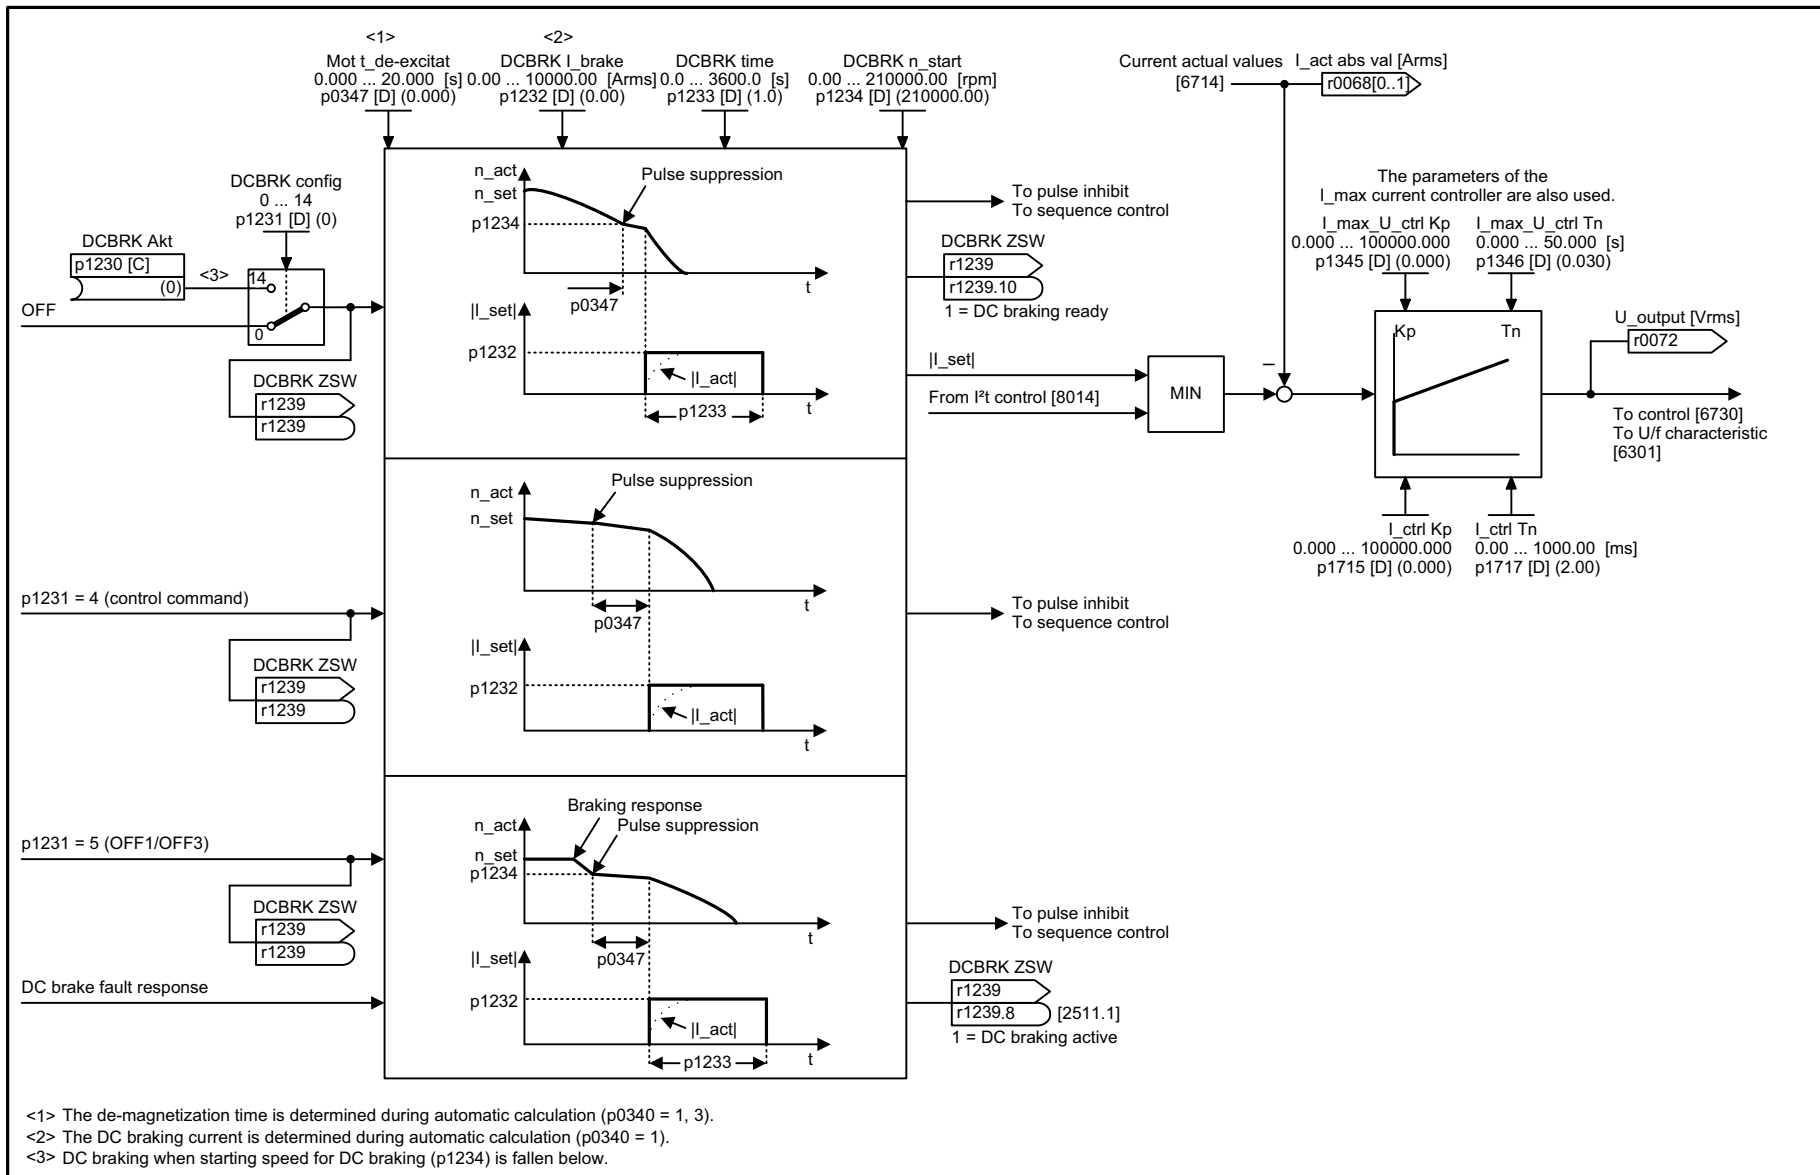 <1>
Mot t_de-excitat
0.000 ... 20.000 [s]
p0347 [D] (0.000)
<2>
DCBRK I_brake
0.00 ... 10000.00 [Arms]
p1232 [D] (0.00)
DCBRK time
0.0 ... 3600.0 [s]
p1233 [D] (1.0)
DCBRK n_start
0.00 ... 210000.00 [rpm]
p1234 [D] (210000.00)
Current actual values
[6714]
I_act abs val [Arms]
r0068[0..1]
DCBRK config
0 ... 14
p1231 [D] (0)
DCBRK Akt
p1230 [C]
(0)
<3>
14
0
OFF
DCBRK ZSW
r1239
r1239
n_act
n_set
p1234
Pulse suppression
t
p0347
|I_set|
p1232
|I_act|
p1233
t
To pulse inhibit
To sequence control
DCBRK ZSW
r1239
r1239.10
1 = DC braking ready
|I_set|
From I²t control [8014]
MIN
–
The parameters of the
I_max current controller are also used.
I_max_U_ctrl Kp
0.000 ... 100000.000
p1345 [D] (0.000)
I_max_U_ctrl Tn
0.000 ... 50.000 [s]
p1346 [D] (0.030)
Kp
Tn
U_output [Vrms]
r0072
To control [6730]
To U/f characteristic
[6301]
I_ctrl Kp
0.000 ... 100000.000
p1715 [D] (0.000)
I_ctrl Tn
0.00 ... 1000.00 [ms]
p1717 [D] (2.00)
p1231 = 4 (control command)
DCBRK ZSW
r1239
r1239
n_act
n_set
Pulse suppression
t
p0347
|I_set|
p1232
|I_act|
t
To pulse inhibit
To sequence control
p1231 = 5 (OFF1/OFF3)
DCBRK ZSW
r1239
r1239
DC brake fault response
Braking response
Pulse suppression
n_act
n_set
p1234
t
p0347
|I_set|
p1232
|I_act|
p1233
t
To pulse inhibit
To sequence control
DCBRK ZSW
r1239
r1239.8
[2511.1]
1 = DC braking active
<1> The de-magnetization time is determined during automatic calculation (p0340 = 1, 3).
<2> The DC braking current is determined during automatic calculation (p0340 = 1).
<3> DC braking when starting speed for DC braking (p1234) is fallen below.